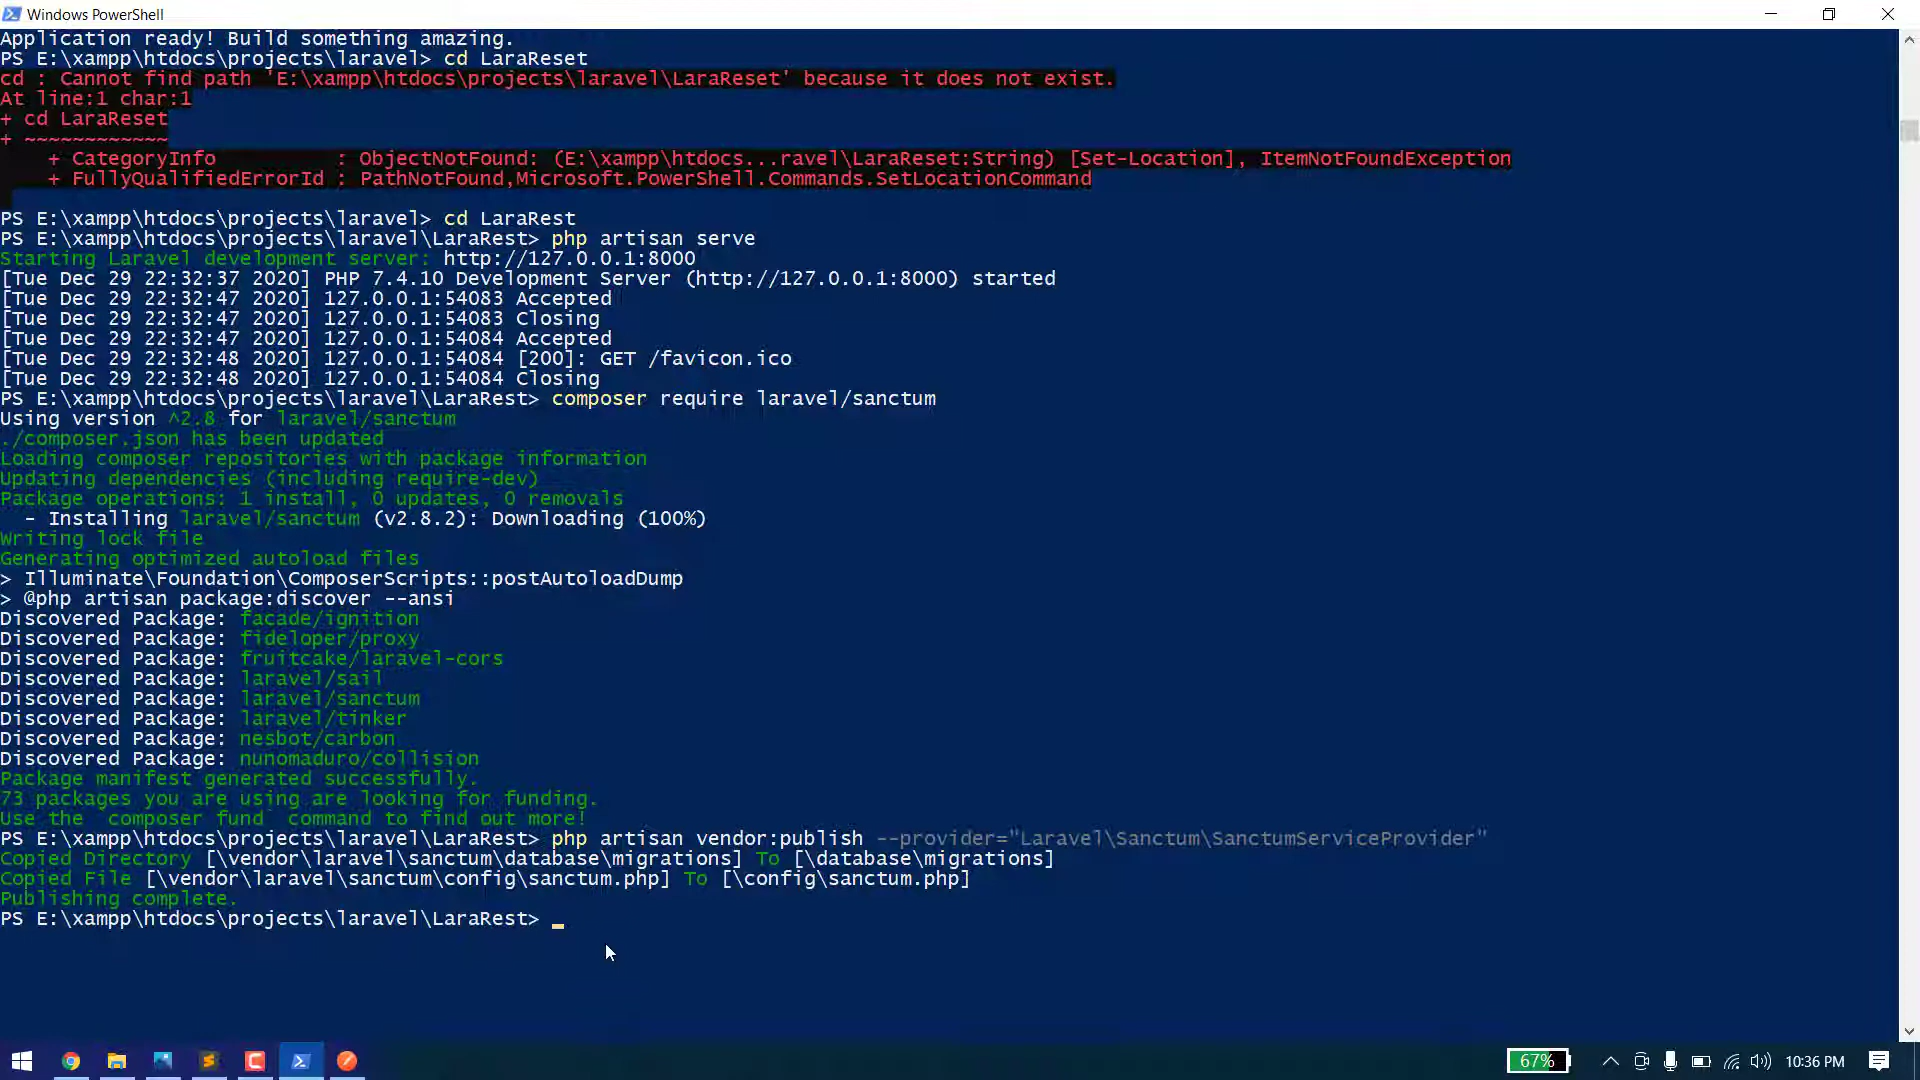 Windows PowerShell
Application ready! Build something amazing.
PS E:\xampp\htdocs\projects\laravel> cd LaraReset
cd : Cannot find path 'E:\xampp\htdocs\projects\laravel\LaraReset' because it does not exist.
At line:1 char:1
+ cd LaraReset
+ ~~~~~~~~~~~~
    + CategoryInfo          : ObjectNotFound: (E:\xampp\htdocs...ravel\LaraReset:String) [Set-Location], ItemNotFoundException
    + FullyQualifiedErrorId : PathNotFound,Microsoft.PowerShell.Commands.SetLocationCommand
PS E:\xampp\htdocs\projects\laravel> cd LaraRest
PS E:\xampp\htdocs\projects\laravel\LaraRest> php artisan serve
Starting Laravel development server: http://127.0.0.1:8000
[Tue Dec 29 22:32:37 2020] PHP 7.4.10 Development Server (http://127.0.0.1:8000) started
[Tue Dec 29 22:32:47 2020] 127.0.0.1:54083 Accepted
[Tue Dec 29 22:32:47 2020] 127.0.0.1:54083 Closing
[Tue Dec 29 22:32:47 2020] 127.0.0.1:54084 Accepted
[Tue Dec 29 22:32:48 2020] 127.0.0.1:54084 [200]: GET /favicon.ico
[Tue Dec 29 22:32:48 2020] 127.0.0.1:54084 Closing
PS E:\xampp\htdocs\projects\laravel\LaraRest> composer require laravel/sanctum
Using version ^2.8 for laravel/sanctum
./composer.json has been updated
Loading composer repositories with package information
Updating dependencies (including require-dev)
Package operations: 1 install, 0 updates, 0 removals
  - Installing laravel/sanctum (v2.8.2): Downloading (100%)
Writing lock file
Generating optimized autoload files
> Illuminate\Foundation\ComposerScripts::postAutoloadDump
> @php artisan package:discover --ansi
Discovered Package: facade/ignition
Discovered Package: fideloper/proxy
Discovered Package: fruitcake/laravel-cors
Discovered Package: laravel/sail
Discovered Package: laravel/sanctum
Discovered Package: laravel/tinker
Discovered Package: nesbot/carbon
Discovered Package: nunomaduro/collision
Package manifest generated successfully.
73 packages you are using are looking for funding.
Use the `composer fund` command to find out more!
PS E:\xampp\htdocs\projects\laravel\LaraRest> php artisan vendor:publish --provider="Laravel\Sanctum\SanctumServiceProvider"
Copied Directory [\vendor\laravel\sanctum\database\migrations] To [\database\migrations]
Copied File [\vendor\laravel\sanctum\config\sanctum.php] To [\config\sanctum.php]
Publishing complete.
PS E:\xampp\htdocs\projects\laravel\LaraRest>
67%
10:36 PM